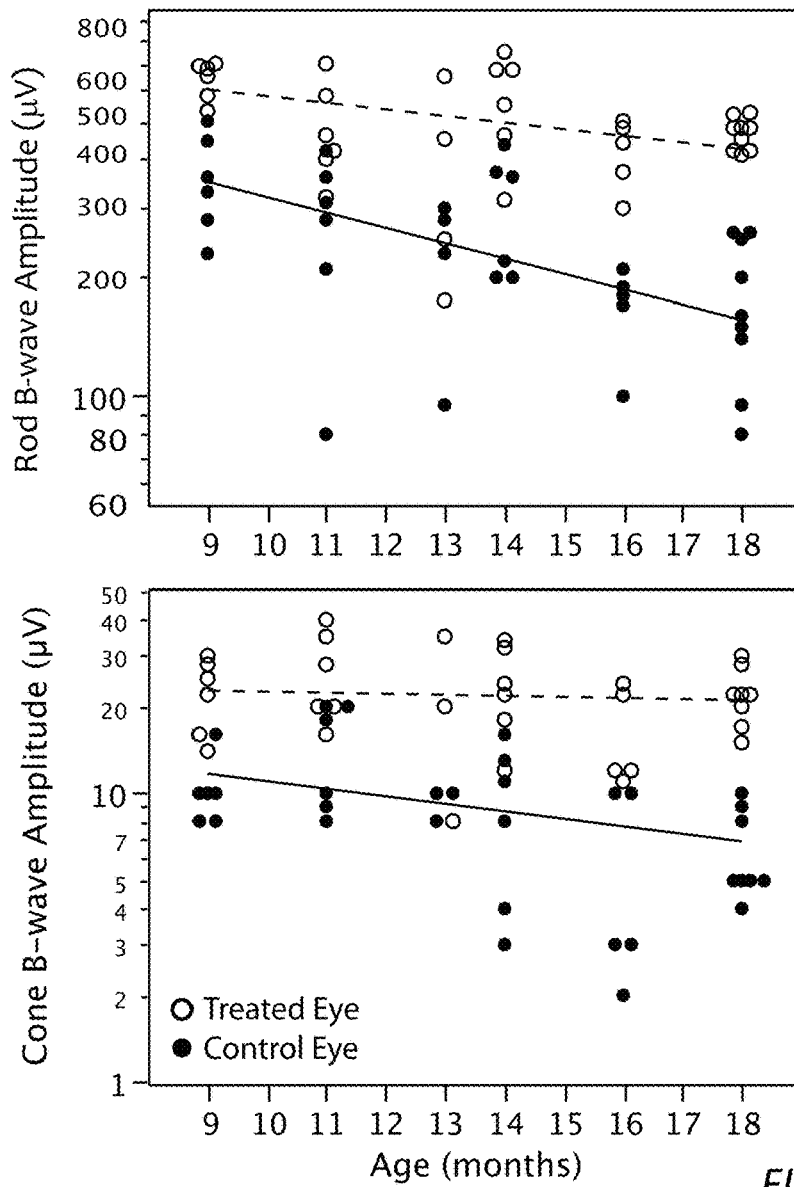 Rod B-wave Amplitude (µV)
800
600
500
400
300
200
100
80
60
9 10 11 12 13 14 15 16 17 18
Cone B-wave Amplitude (µV)
50
40
30
20
10
7
5
4
3
2
1
Treated Eye
Control Eye
9 10 11 12 13 14 15 16 17 18
Age (months)